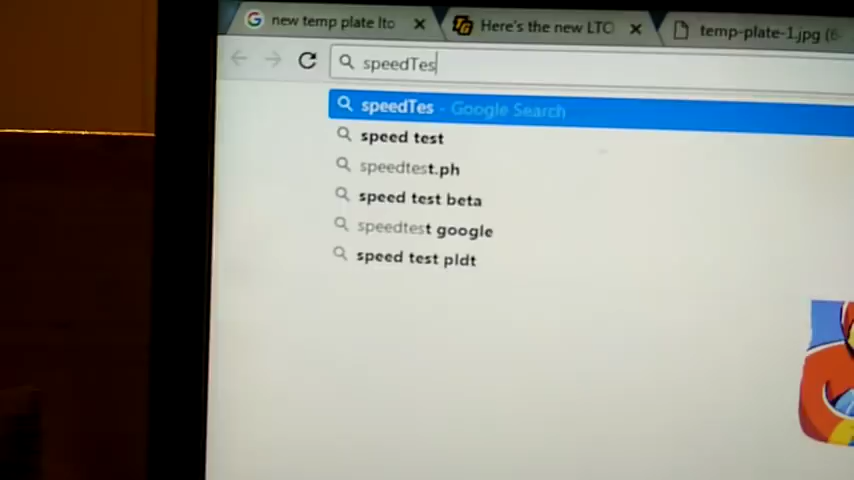 new temp plate lto
Here's the new LTO
temp-plate-1.jpg (6
speedTes
speedTes - Google Search
speed test
speedtest.ph
speed test beta
speedtest google
speed test pldt